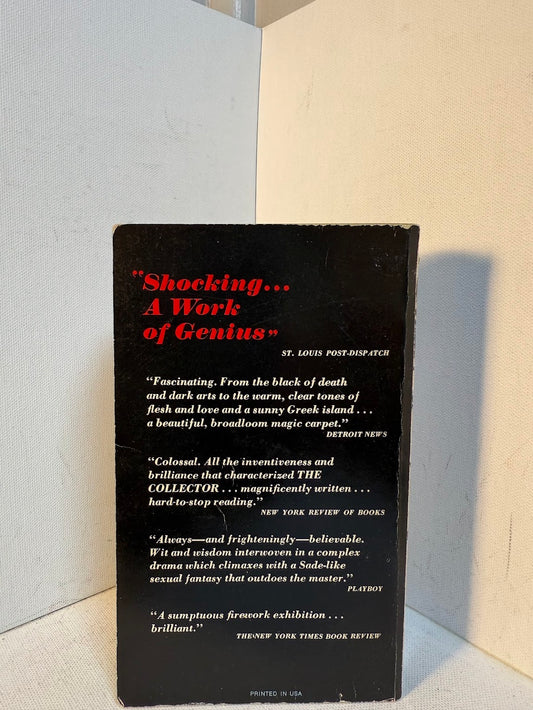 “Shocking...
A Work
of Genius”
ST. LOUIS POST-DISPATCH
“Fascinating. From the black of death
and dark arts to the warm, clear tones of
flesh and love and a sunny Greek island . . .
a beautiful, broadloom magic carpet.”
DETROIT NEWS
“Colossal. All the inventiveness and
brilliance that characterized THE
COLLECTOR . . . magnificently written . . .
hard-to-stop reading.”
NEW YORK REVIEW OF BOOKS
“Always—and frighteningly—believable.
Wit and wisdom interwoven in a complex
drama which climaxes with a Sade-like
sexual fantasy that outdoes the master.”
PLAYBOY
“A sumptuous firework exhibition . . .
brilliant.”
THE NEW YORK TIMES BOOK REVIEW
PRINTED IN USA